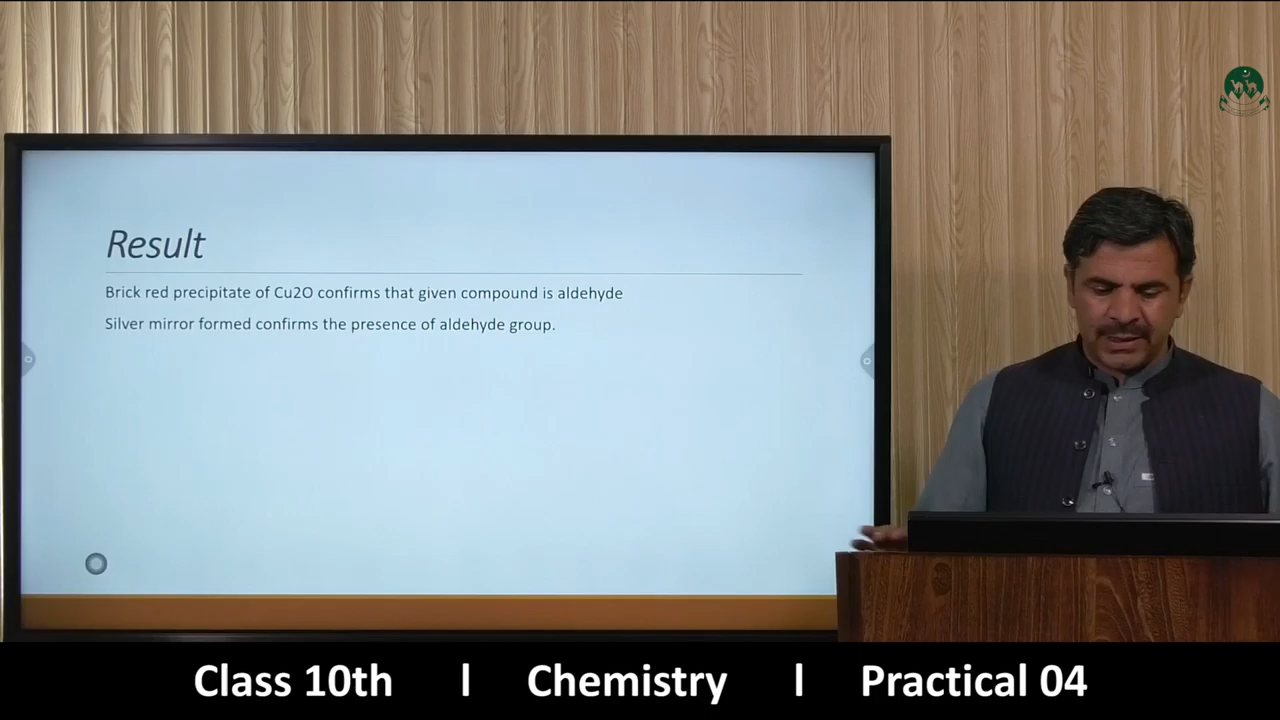 Result
Brick red precipitate of Cu2O confirms that given compound is aldehyde
Silver mirror formed confirms the presence of aldehyde group.
Class 10th l Chemistry l Practical 04